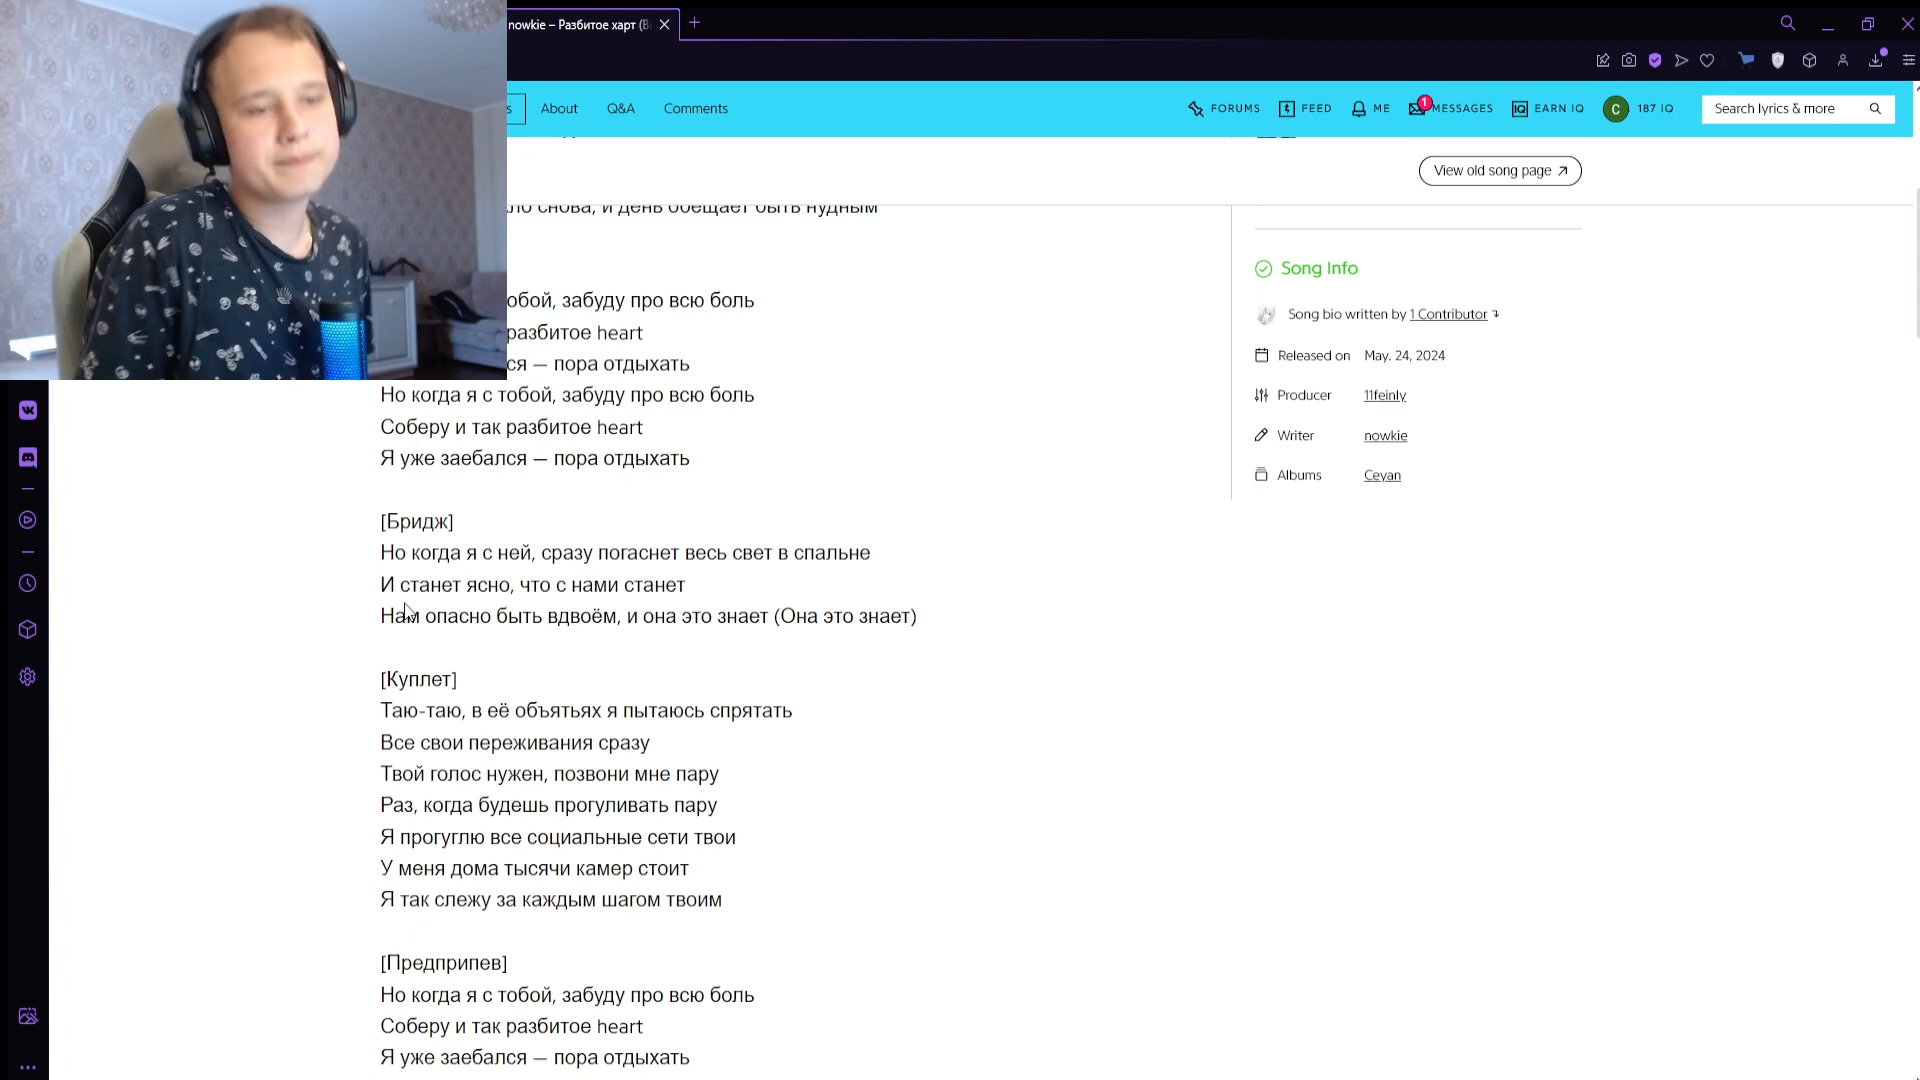 nowkie – Разбитое харт (В
About Q&A Comments
FORUMS FEED ME 1 MESSAGES IQ EARN IQ C 187 IQ Search lyrics & more
View old song page
снова, и день обещает быть нудным
обой, забуду про всю боль
разбитое heart
ся — пора отдыхать
Но когда я с тобой, забуду про всю боль
Соберу и так разбитое heart
Я уже заебался — пора отдыхать
[Бридж]
Но когда я с ней, сразу погаснет весь свет в спальне
И станет ясно, что с нами станет
Нам опасно быть вдвоём, и она это знает (Она это знает)
[Куплет]
Таю-таю, в её объятьях я пытаюсь спрятать
Все свои переживания сразу
Твой голос нужен, позвони мне пару
Раз, когда будешь прогуливать пару
Я прогуглю все социальные сети твои
У меня дома тысячи камер стоит
Я так слежу за каждым шагом твоим
[Предприпев]
Но когда я с тобой, забуду про всю боль
Соберу и так разбитое heart
Я уже заебался — пора отдыхать
Song Info
Song bio written by 1 Contributor
Released on May. 24, 2024
Producer 11feinly
Writer nowkie
Albums Ceyan